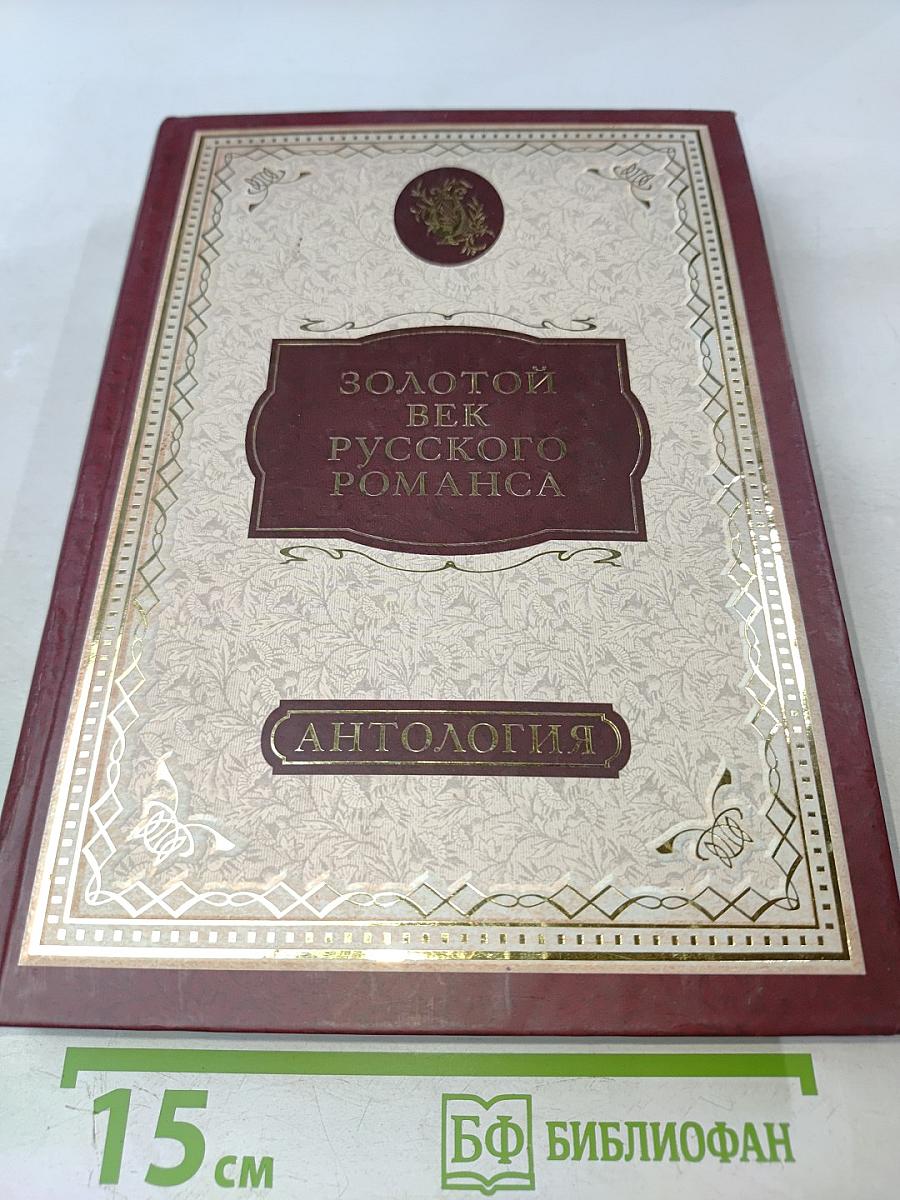 ЗОЛОТОЙ
ВЕК
РУССКОГО
РОМАНСА
АНТОЛОГИЯ
15 см
БФ БИБЛИОФАН